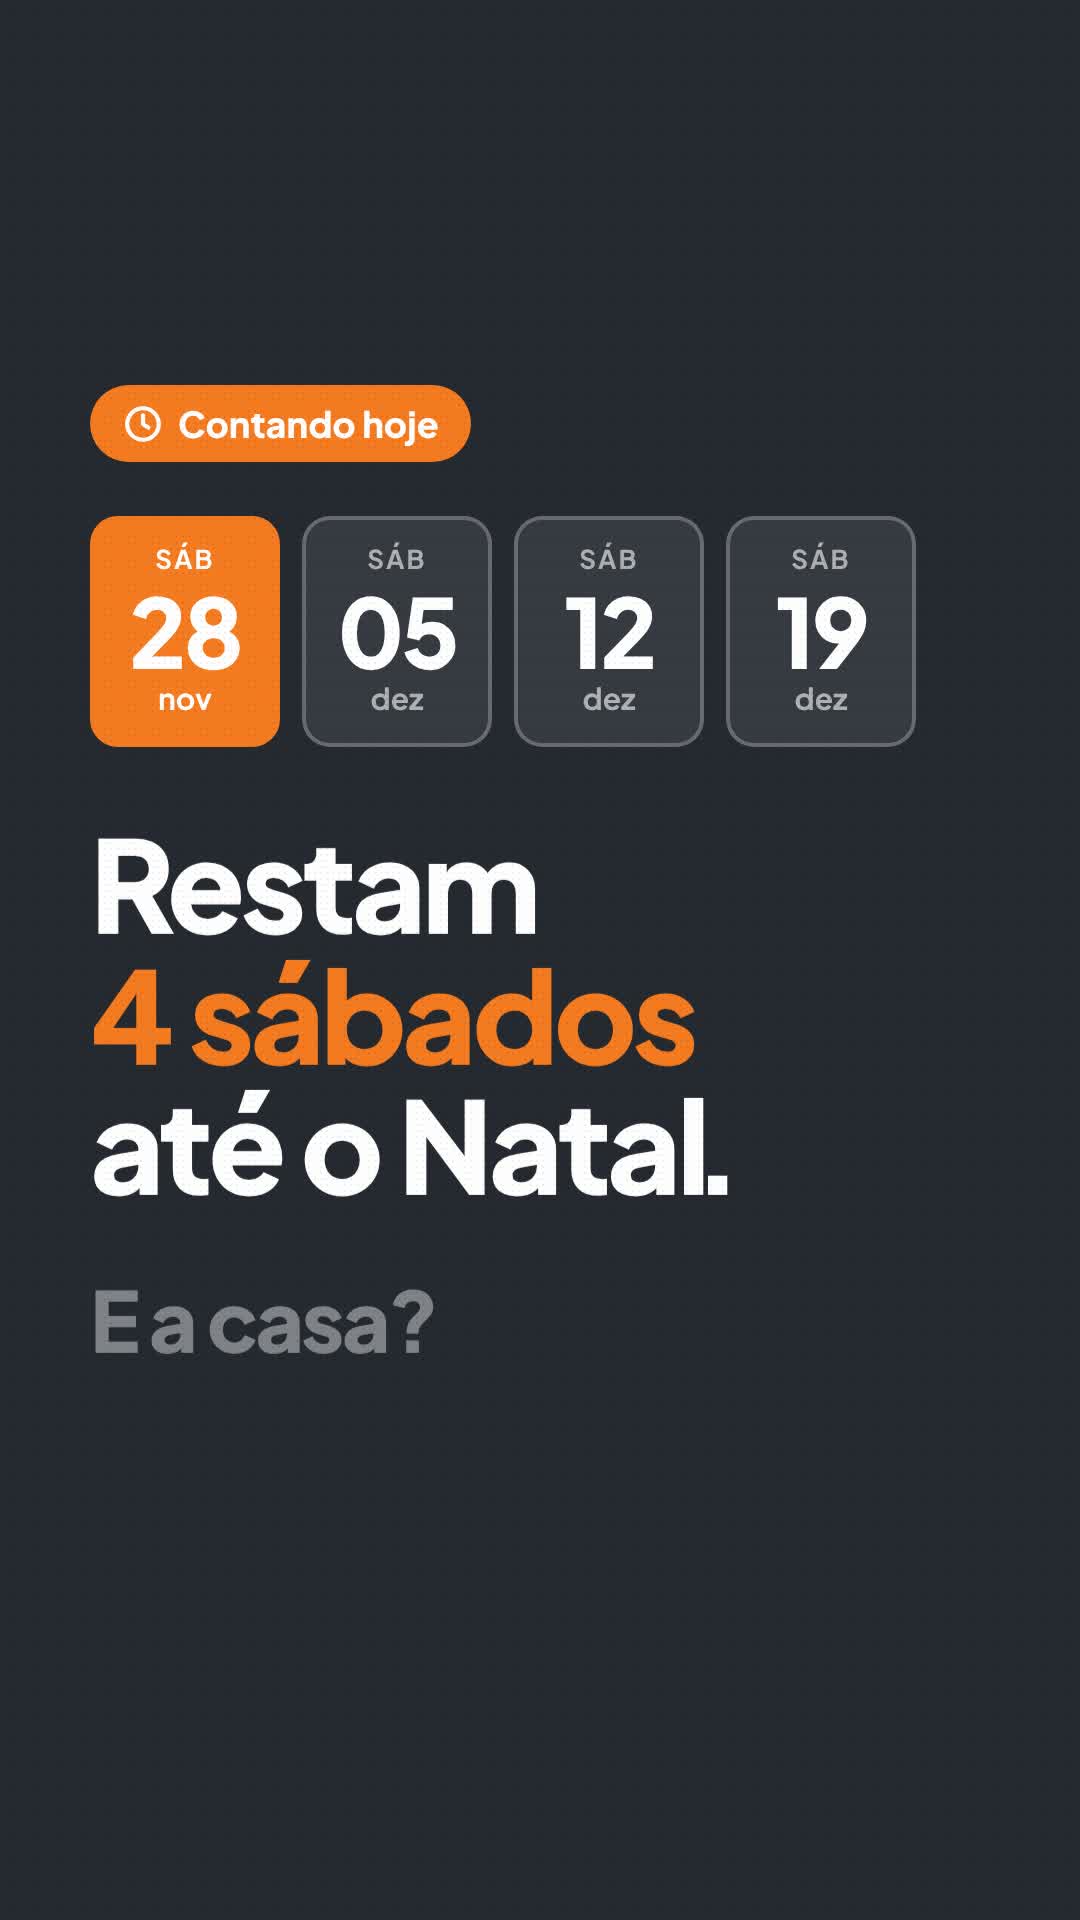 Contando hoje
SÁB SÁB SÁB SÁB
28 05 12 19
nov dez dez dez
Restam
4 sábados
até o Natal.
E a casa?